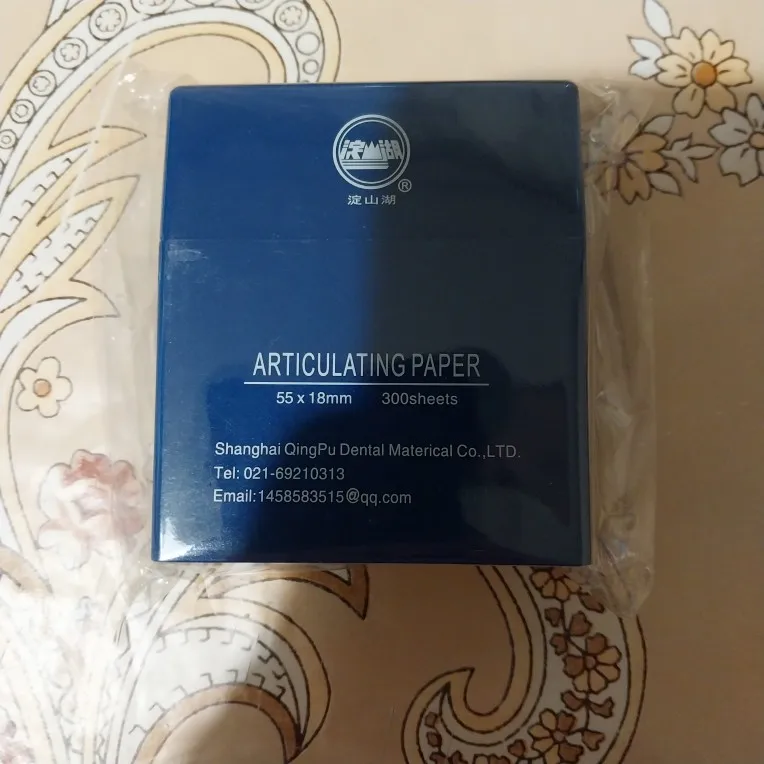 淀山湖
®
淀山湖
ARTICULATING PAPER
55 x 18mm 300sheets
Shanghai QingPu Dental Materical Co.,LTD.
Tel: 021-69210313
Email:1458583515@qq.com